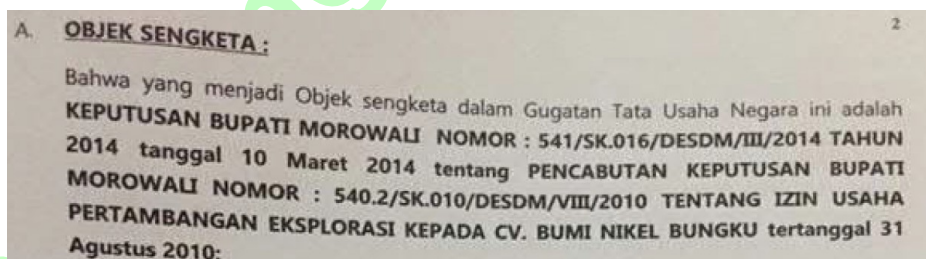 2
A. OBJEK SENGKETA :
Bahwa yang menjadi Objek sengketa dalam Gugatan Tata Usaha Negara ini adalah
KEPUTUSAN BUPATI MOROWALI NOMOR : 541/SK.016/DESDM/III/2014 TAHUN
2014 tanggal 10 Maret 2014 tentang PENCABUTAN KEPUTUSAN BUPATI
MOROWALI NOMOR : 540.2/SK.010/DESDM/VIII/2010 TENTANG IZIN USAHA
PERTAMBANGAN EKSPLORASI KEPADA CV. BUMI NIKEL BUNGKU tertanggal 31
Agustus 2010;